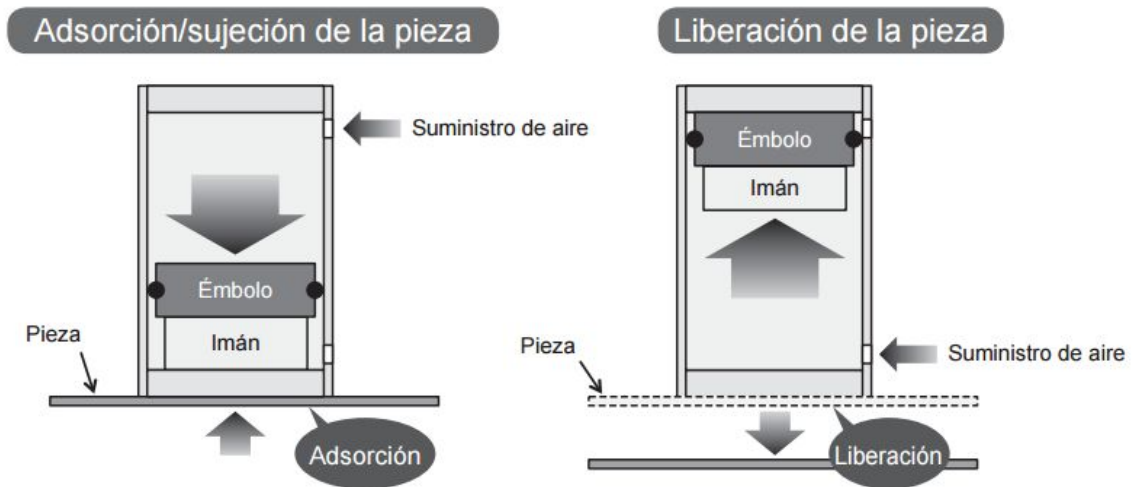 Adsorción/sujeción de la pieza
Suministro de aire
Émbolo
Imán
Pieza
Adsorción
Liberación de la pieza
Émbolo
Imán
Pieza
Suministro de aire
Liberación